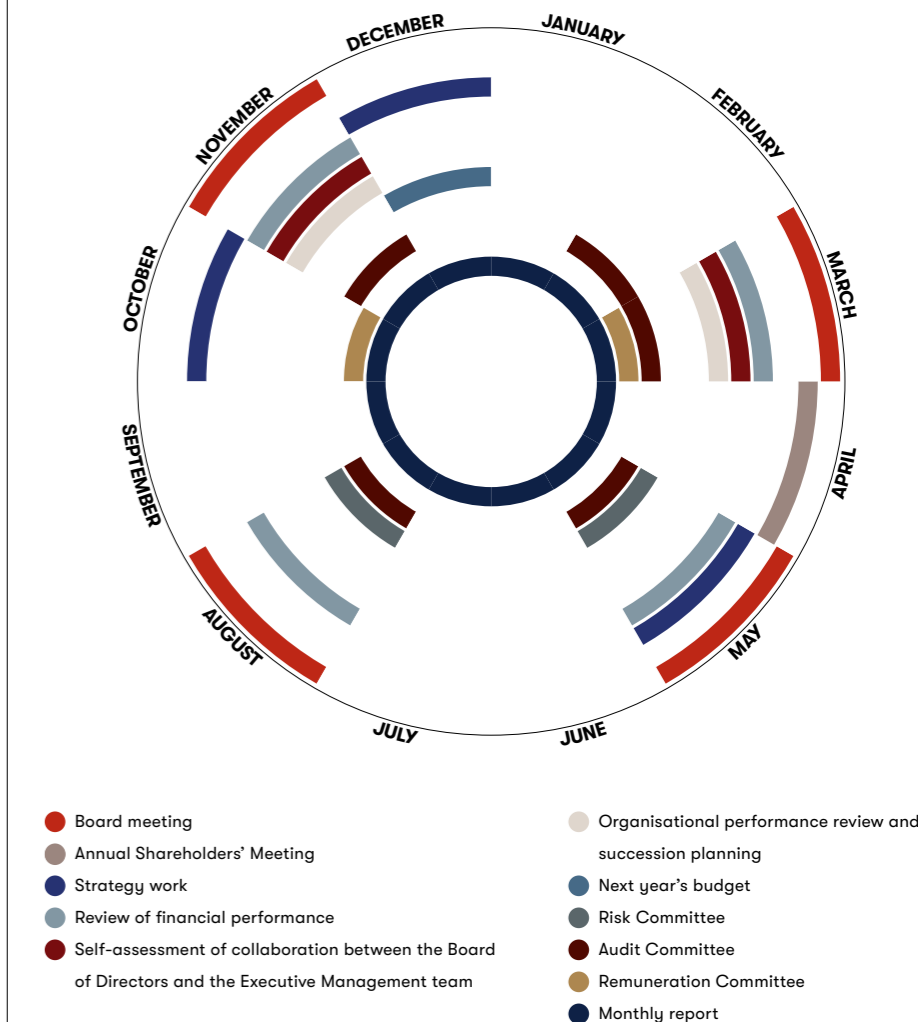 JANUARY
FEBRUARY
MARCH
APRIL
MAY
JUNE
JULY
AUGUST
SEPTEMBER
OCTOBER
NOVEMBER
DECEMBER
Board meeting
Annual Shareholders’ Meeting
Strategy work
Review of financial performance
Self-assessment of collaboration between the Board
of Directors and the Executive Management team
Organisational performance review and
succession planning
Next year’s budget
Risk Committee
Audit Committee
Remuneration Committee
Monthly report